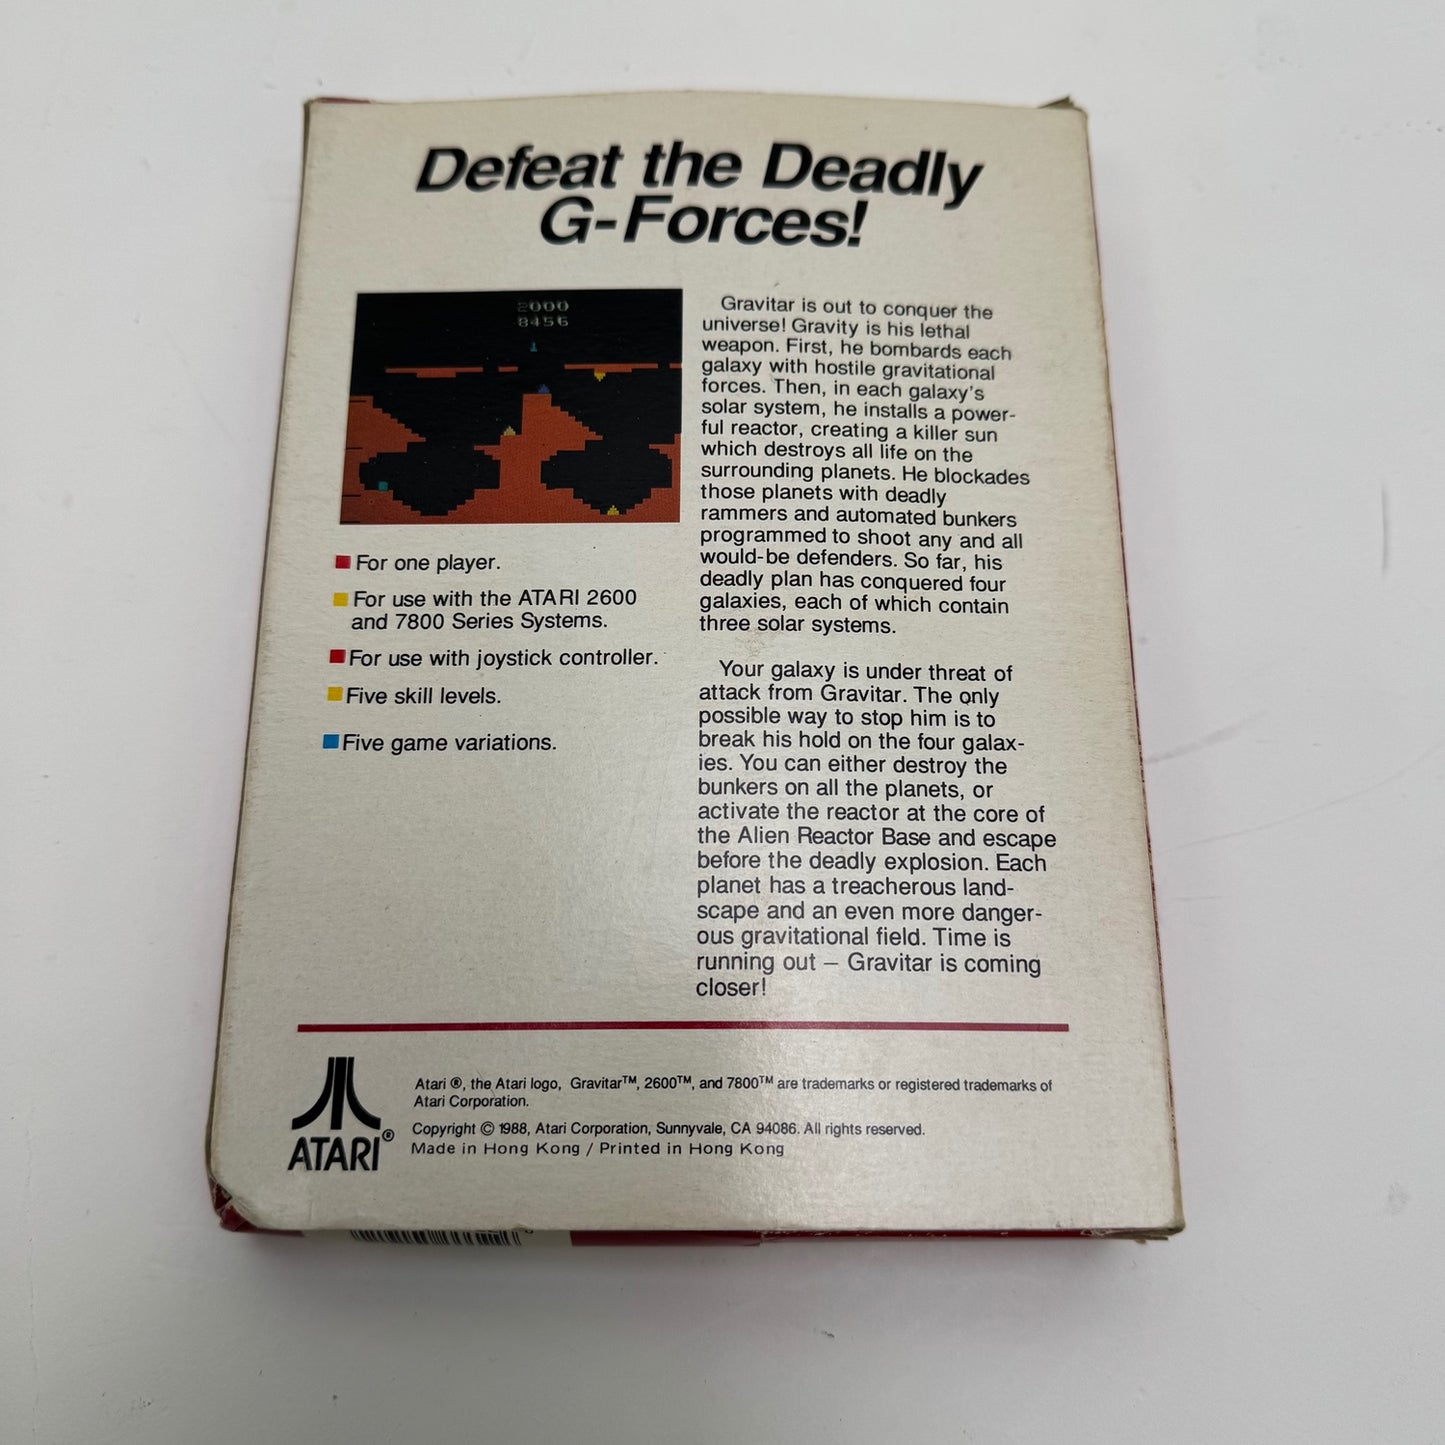 Defeat the Deadly
G-Forces!
2000
8456
For one player.
For use with the ATARI 2600
and 7800 Series Systems.
For use with joystick controller.
Five skill levels.
Five game variations.
Gravitar is out to conquer the
universe! Gravity is his lethal
weapon. First, he bombards each
galaxy with hostile gravitational
forces. Then, in each galaxy's
solar system, he installs a power-
ful reactor, creating a killer sun
which destroys all life on the
surrounding planets. He blockades
those planets with deadly
rammers and automated bunkers
programmed to shoot any and all
would-be defenders. So far, his
deadly plan has conquered four
galaxies, each of which contain
three solar systems.
Your galaxy is under threat of
attack from Gravitar. The only
possible way to stop him is to
break his hold on the four galax-
ies. You can either destroy the
bunkers on all the planets, or
activate the reactor at the core of
the Alien Reactor Base and escape
before the deadly explosion. Each
planet has a treacherous land-
scape and an even more danger-
ous gravitational field. Time is
running out – Gravitar is coming
closer!
ATARI®
Atari ®, the Atari logo, Gravitar™, 2600™, and 7800™ are trademarks or registered trademarks of
Atari Corporation.
Copyright © 1988, Atari Corporation, Sunnyvale, CA 94086. All rights reserved.
Made in Hong Kong / Printed in Hong Kong